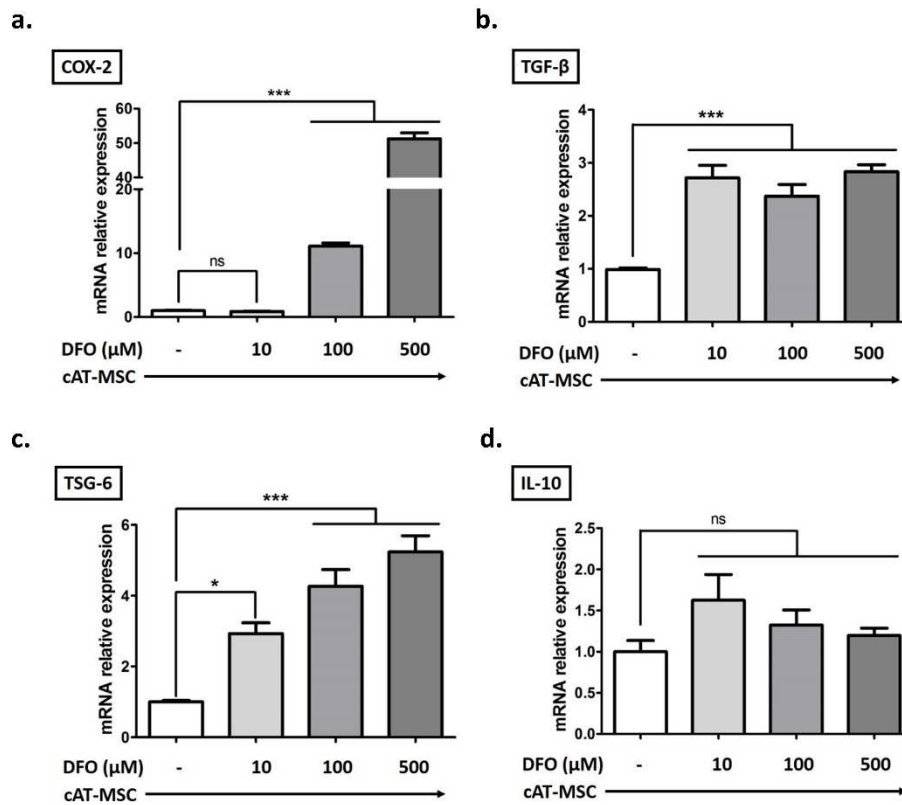 a.
COX-2
mRNA relative expression
60
50
40
20
10
0
***
ns
DFO (µM) - 10 100 500
cAT-MSC
b.
TGF-β
mRNA relative expression
4
3
2
1
0
***
DFO (µM) - 10 100 500
cAT-MSC
c.
TSG-6
mRNA relative expression
6
4
2
0
***
*
DFO (µM) - 10 100 500
cAT-MSC
d.
IL-10
mRNA relative expression
2.5
2.0
1.5
1.0
0.5
0.0
ns
DFO (µM) - 10 100 500
cAT-MSC